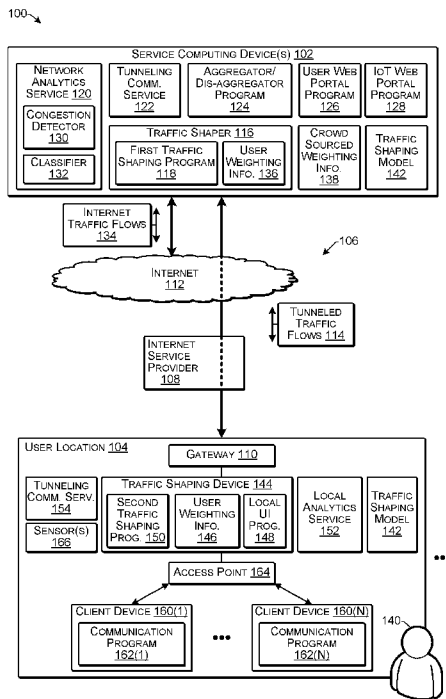 100
SERVICE COMPUTING DEVICE(S) 102
NETWORK
ANALYTICS
SERVICE 120
CONGESTION
DETECTOR
130
CLASSIFIER
132
TUNNELING
COMM.
SERVICE
122
AGGREGATOR/
DIS-AGGREGATOR
PROGRAM
124
USER WEB
PORTAL
PROGRAM
126
IOT WEB
PORTAL
PROGRAM
128
TRAFFIC SHAPER 116
FIRST TRAFFIC
SHAPING PROGRAM
118
USER
WEIGHTING
INFO. 136
CROWD
SOURCED
WEIGHTING
INFO.
138
TRAFFIC
SHAPING
MODEL
142
INTERNET
TRAFFIC FLOWS
134
106
INTERNET
112
TUNNELED
TRAFFIC
FLOWS 114
INTERNET
SERVICE
PROVIDER
108
USER LOCATION 104
GATEWAY 110
TUNNELING
COMM. SERV.
154
SENSOR(S)
166
TRAFFIC SHAPING DEVICE 144
SECOND
TRAFFIC
SHAPING
PROG. 150
USER
WEIGHTING
INFO.
146
LOCAL
UI
PROG.
148
LOCAL
ANALYTICS
SERVICE
152
TRAFFIC
SHAPING
MODEL
142
ACCESS POINT 164
CLIENT DEVICE 160(1)
COMMUNICATION
PROGRAM
162(1)
•••
CLIENT DEVICE 160(N)
COMMUNICATION
PROGRAM
162(N)
•••
140